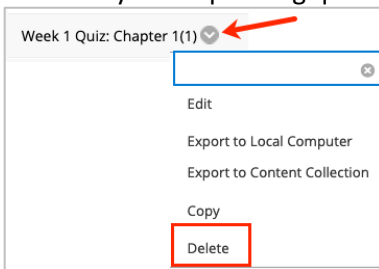 Week 1 Quiz: Chapter 1(1)
Edit
Export to Local Computer
Export to Content Collection
Copy
Delete